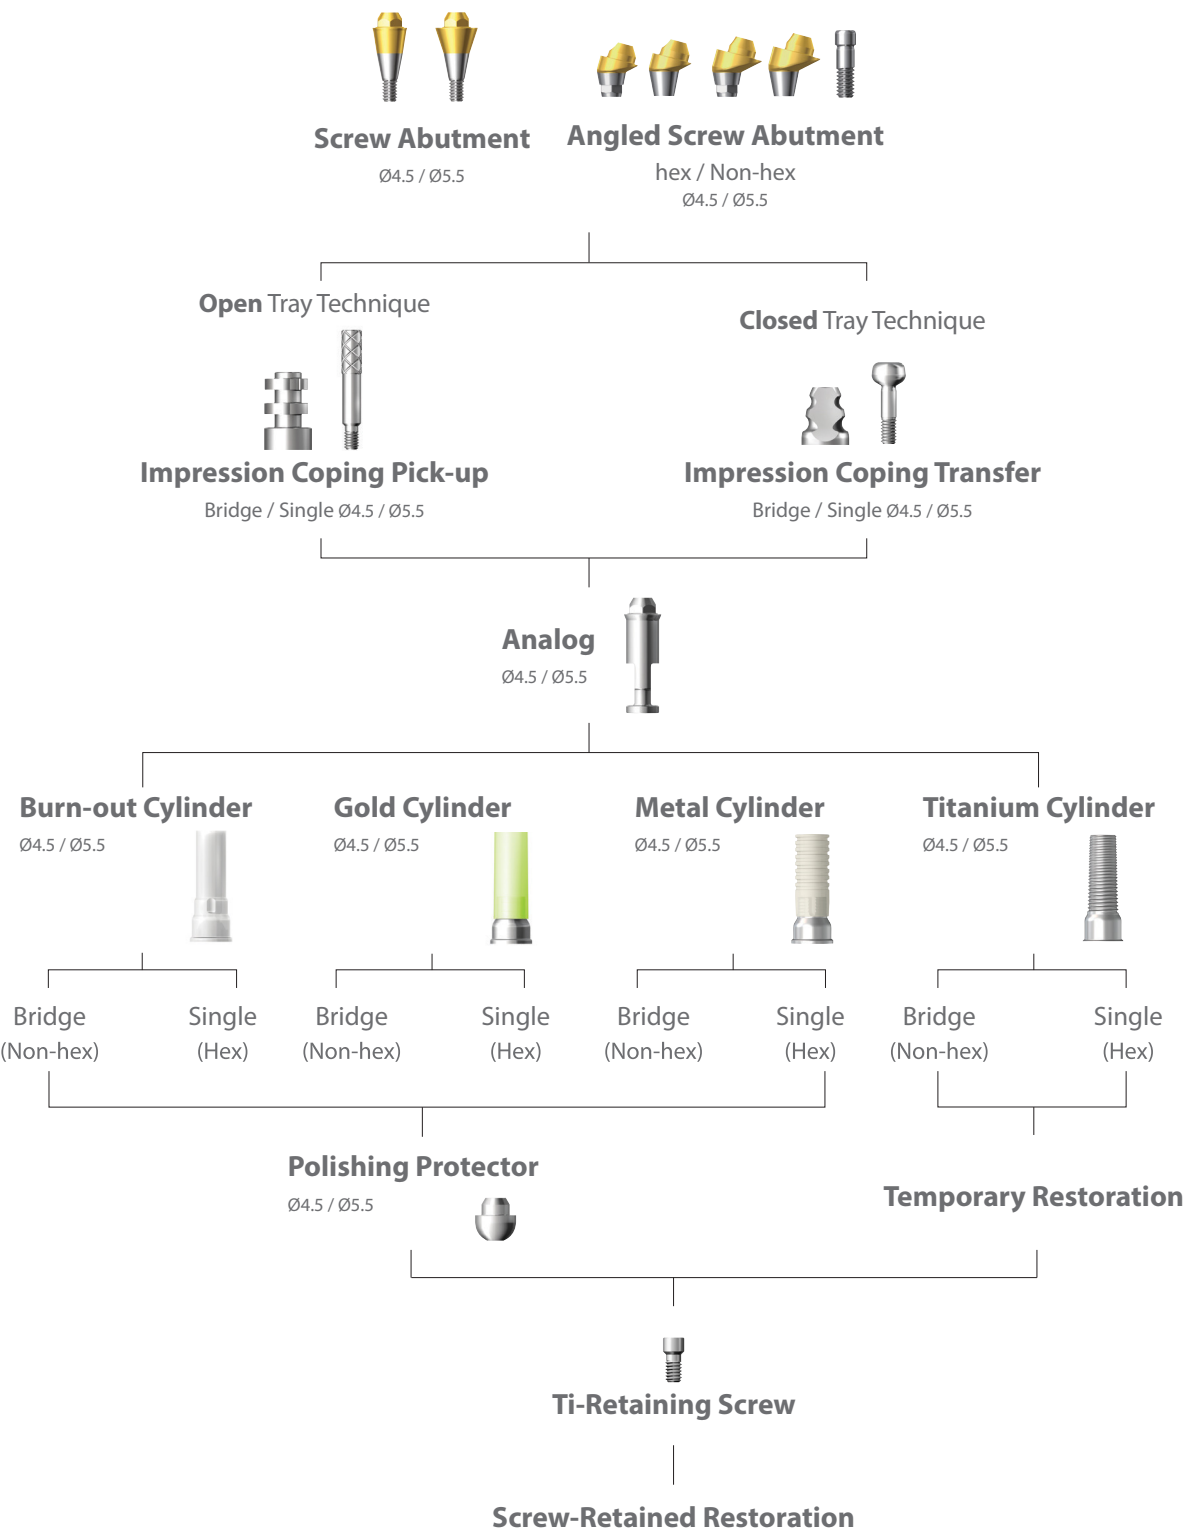 Screw Abutment
Ø4.5 / Ø5.5
Angled Screw Abutment
hex / Non-hex
Ø4.5 / Ø5.5
Open Tray Technique
Closed Tray Technique
Impression Coping Pick-up
Bridge / Single Ø4.5 / Ø5.5
Impression Coping Transfer
Bridge / Single Ø4.5 / Ø5.5
Analog
Ø4.5 / Ø5.5
Burn-out Cylinder
Ø4.5 / Ø5.5
Gold Cylinder
Ø4.5 / Ø5.5
Metal Cylinder
Ø4.5 / Ø5.5
Titanium Cylinder
Ø4.5 / Ø5.5
Bridge
(Non-hex)
Single
(Hex)
Bridge
(Non-hex)
Single
(Hex)
Bridge
(Non-hex)
Single
(Hex)
Bridge
(Non-hex)
Single
(Hex)
Polishing Protector
Ø4.5 / Ø5.5
Temporary Restoration
Ti-Retaining Screw
Screw-Retained Restoration